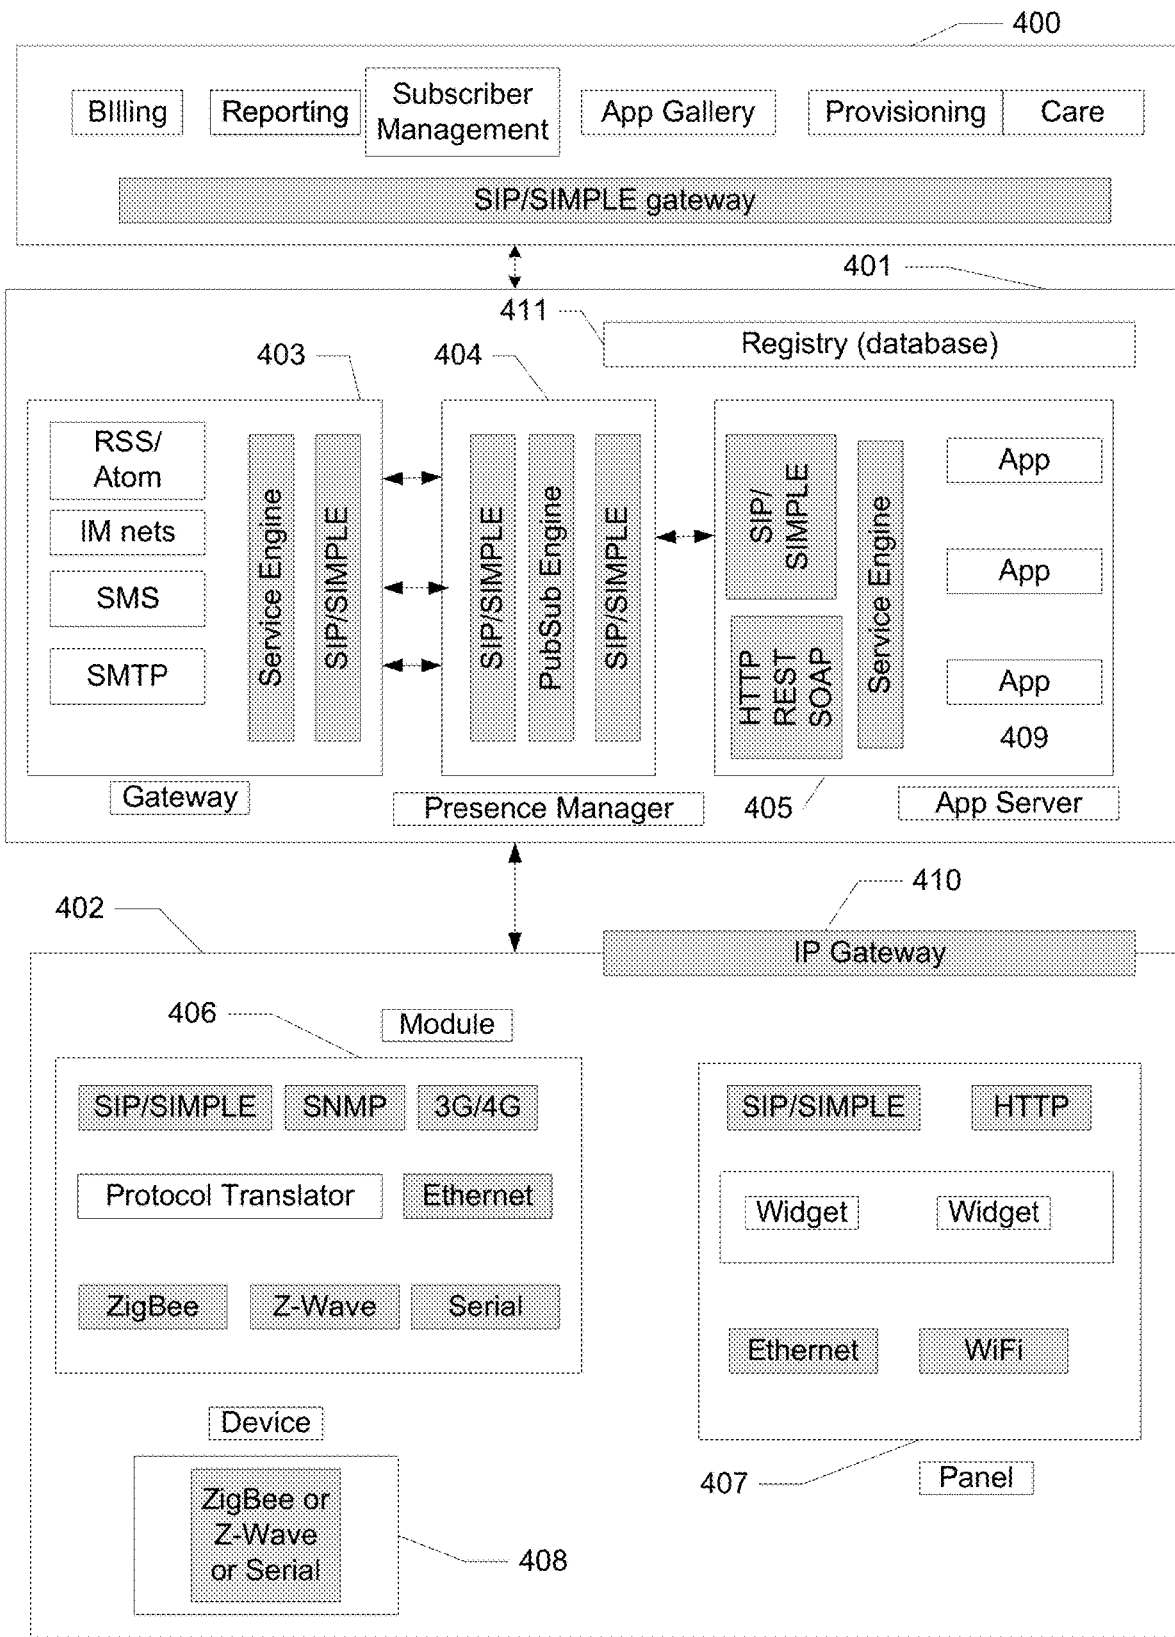 400
BIlling
Reporting
Subscriber
Management
App Gallery
Provisioning
Care
SIP/SIMPLE gateway
401
411
Registry (database)
403
404
RSS/
Atom
IM nets
SMS
SMTP
Service Engine
SIP/SIMPLE
SIP/SIMPLE
PubSub Engine
SIP/SIMPLE
SIP/
SIMPLE
HTTP
REST
SOAP
Service Engine
App
App
App
409
Gateway
Presence Manager
405
App Server
410
402
IP Gateway
406
Module
SIP/SIMPLE
SNMP
3G/4G
Protocol Translator
Ethernet
ZigBee
Z-Wave
Serial
SIP/SIMPLE
HTTP
Widget
Widget
Ethernet
WiFi
Device
407
Panel
ZigBee or
Z-Wave
or Serial
408